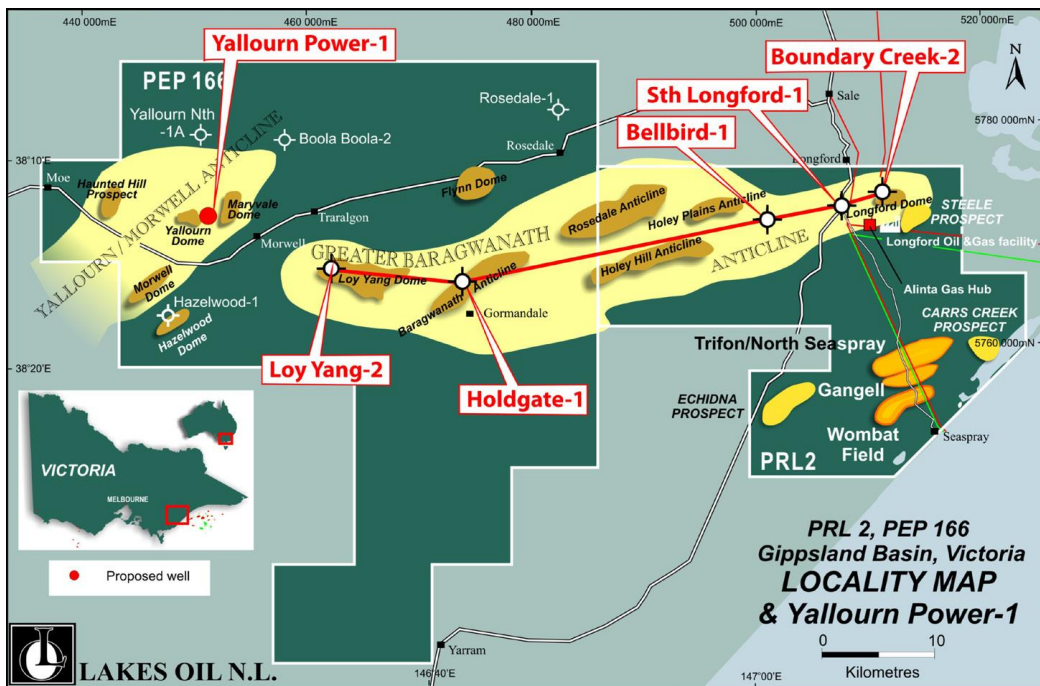 440 000mE
460 000mE
480 000mE
500 000mE
520 000mE
Yallourn Power-1
PEP 166
Boundary Creek-2
N
Sth Longford-1
Rosedale-1
Sale
Yallourn Nth
-1A
Boola Boola-2
Bellbird-1
5780 000mN
38°10'
Rosedale
Longford
Moe
Haunted Hill
Prospect
YALLOURN / MORWELL ANTICLINE
Maryvale
Dome
Yallourn
Dome
Flynn Dome
Traralgon
Morwell
Rosedale Anticline
Holey Plains Anticline
Longford Dome
STEELE
PROSPECT
GREATER BARAGWANATH
ANTICLINE
Holey Hill Anticline
Longford Oil &Gas facility
Morwell
Dome
Loy Yang Dome
Baragwanath Anticline
Alinta Gas Hub
Hazelwood-1
Hazelwood
Dome
Gormandale
CARRS CREEK
PROSPECT
Trifon/North Seaspray
5760 000mN
38°20'
Loy Yang-2
Holdgate-1
Gangell
ECHIDNA
PROSPECT
Wombat
Field
Seaspray
PRL2
VICTORIA
MELBOURNE
Proposed well
PRL 2, PEP 166
Gippsland Basin, Victoria
LOCALITY MAP
& Yallourn Power-1
0 10
Kilometres
Yarram
LAKES OIL N.L.
146°40'E
147°00'E